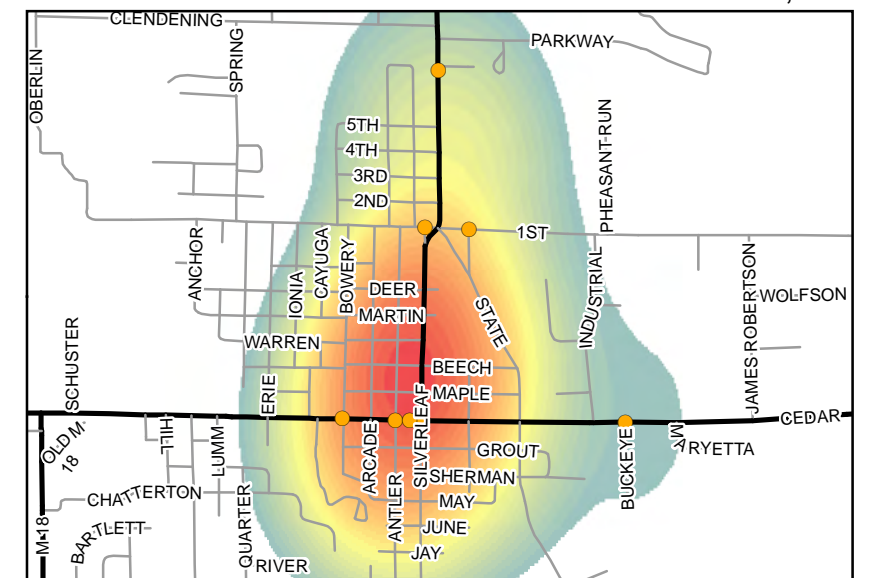 CLENDENING
PARKWAY
OBERLIN
SPRING
PHEASANT-RUN
5TH
4TH
3RD
2ND
1ST
ANCHOR
CAYUGA
BOWERY
IONIA
INDUSTRIAL
JAMES-ROBERTSON
DEER
WOLFSON
MARTIN
STATE
SCHUSTER
WARREN
BEECH
ERIE
MAPLE
SILVERLEAF
CEDAR
OLD M-18
HILL
LUMM
ARCADE
GROUT
BUCKEYE
MARYETTA
SHERMAN
CHATTERTON
ANTLER
MAY
M-18
BARTLETT
QUARTER
JUNE
JAY
RIVER